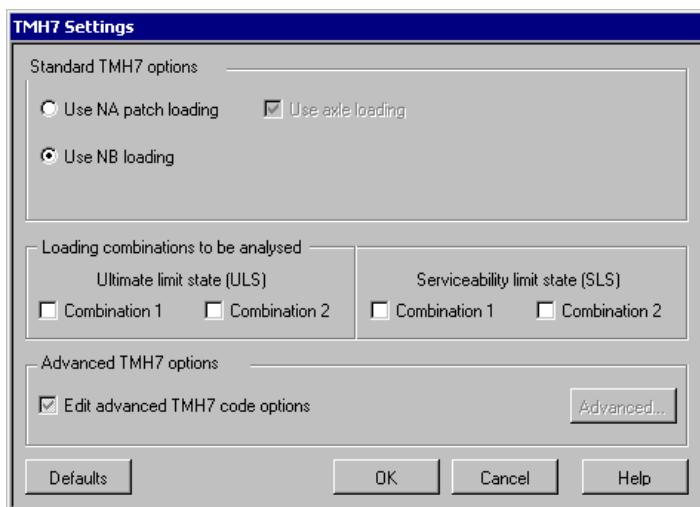 TMH7 Settings
Standard TMH7 options
Use NA patch loading Use axle loading
Use NB loading
Loading combinations to be analysed
Ultimate limit state (ULS) Serviceability limit state (SLS)
Combination 1 Combination 2 Combination 1 Combination 2
Advanced TMH7 options
Edit advanced TMH7 code options Advanced...
Defaults OK Cancel Help